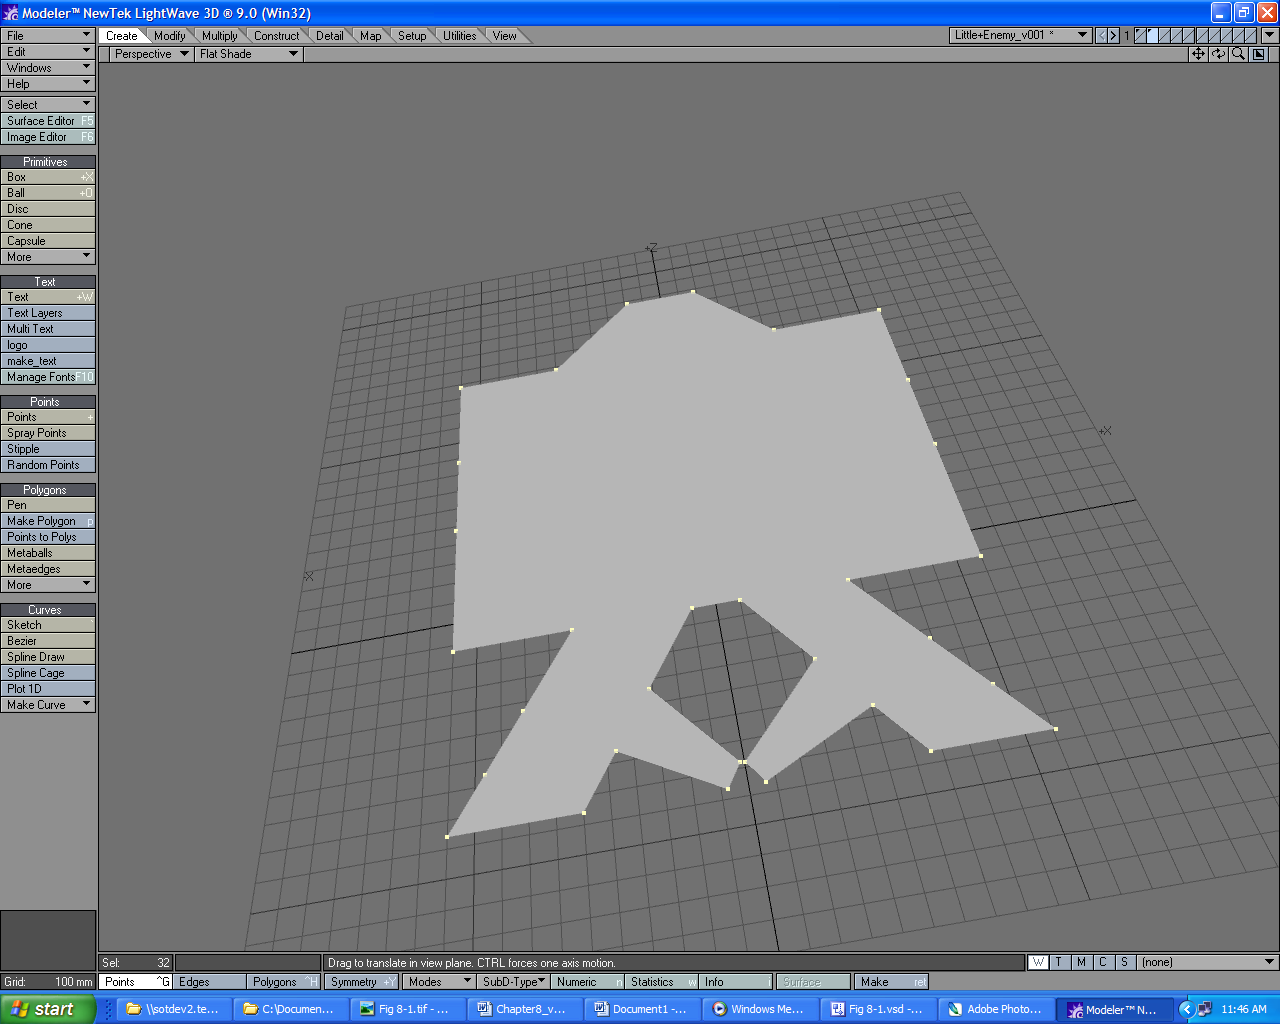 Modeler™ NewTek LightWave 3D ® 9.0 (Win32)
File
Edit
Windows
Help
Create Modify Multiply Construct Detail Map Setup Utilities View
Little+Enemy_v001 *
1
Perspective Flat Shade
Select
Surface Editor F5
Image Editor F6
Primitives
Box +X
Ball +O
Disc
Cone
Capsule
More
Text
Text +W
Text Layers
Multi Text
logo
make_text
Manage Fonts F10
Points
Points +
Spray Points
Stipple
Random Points
Polygons
Pen
Make Polygon p
Points to Polys
Metaballs
Metaedges
More
Curves
Sketch `
Bezier
Spline Draw
Spline Cage
Plot 1D
Make Curve
+Z
+X
-X
Sel: 32
Drag to translate in view plane. CTRL forces one axis motion.
W T M C S (none)
Grid: 100 mm
Points ^G Edges Polygons ^H Symmetry +Y Modes SubD-Type Numeric n Statistics w Info i Surface Make ret
start
\\sotdev2.te...
C:\Documen...
Fig 8-1.tif - ...
Chapter8_v...
Document1 -...
Windows Me...
Fig 8-1.vsd -...
Adobe Photo...
Modeler™ N...
11:46 AM